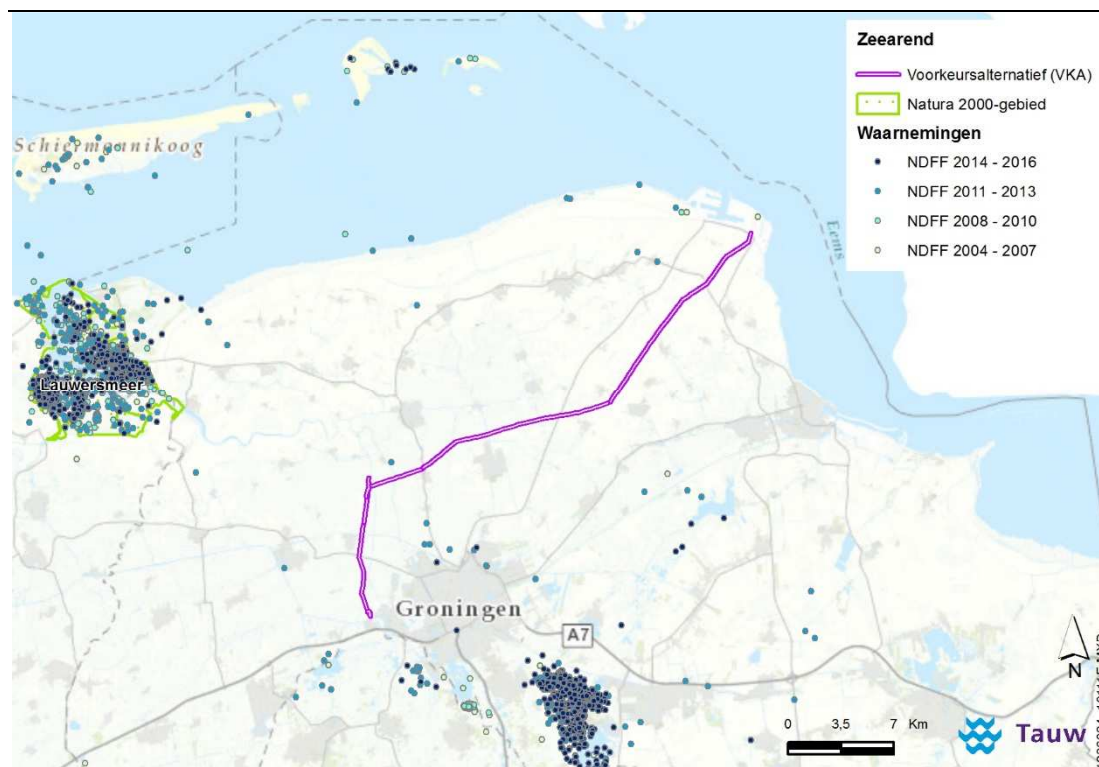 Zeearend
Voorkeursalternatief (VKA)
Natura 2000-gebied
Waarnemingen
NDFF 2014 - 2016
NDFF 2011 - 2013
NDFF 2008 - 2010
NDFF 2004 - 2007
Schiermonnikoog
Eems
Lauwersmeer
Groningen
A7
N
0 3,5 7 Km
Tauw